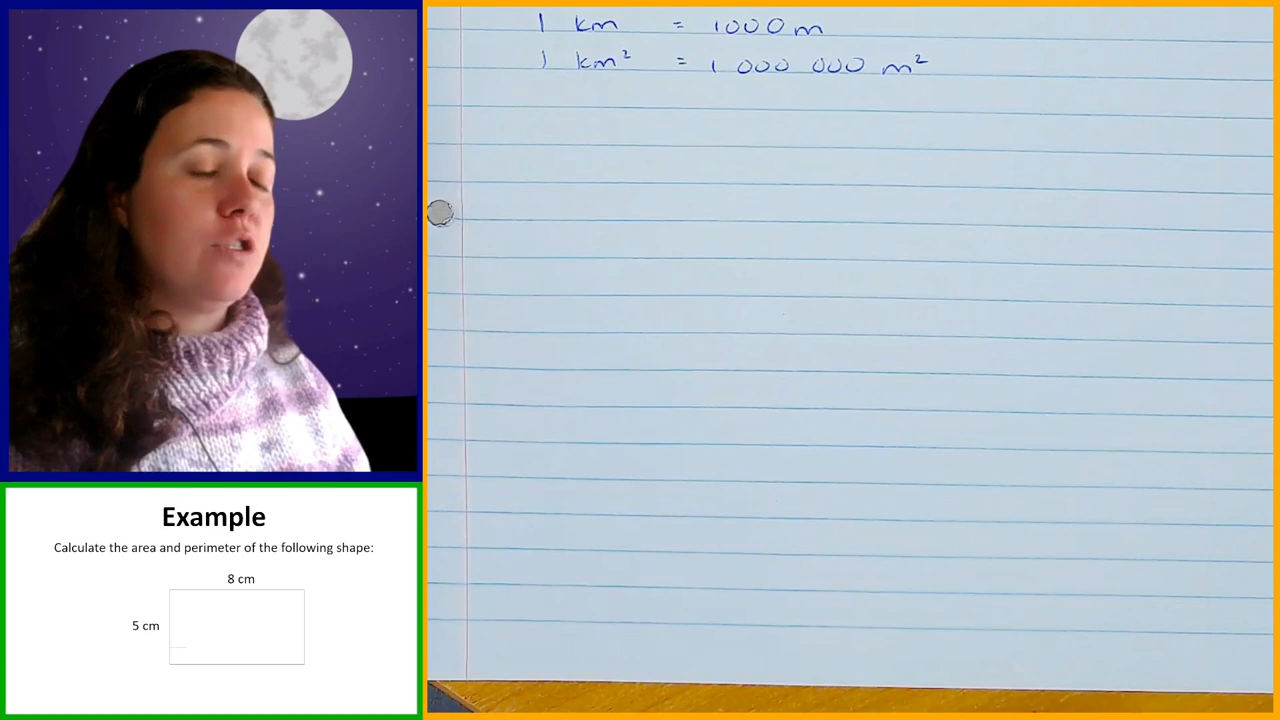 1 km = 1000 m
1 km² = 1 000 000 m²
Example
Calculate the area and perimeter of the following shape:
8 cm
5 cm